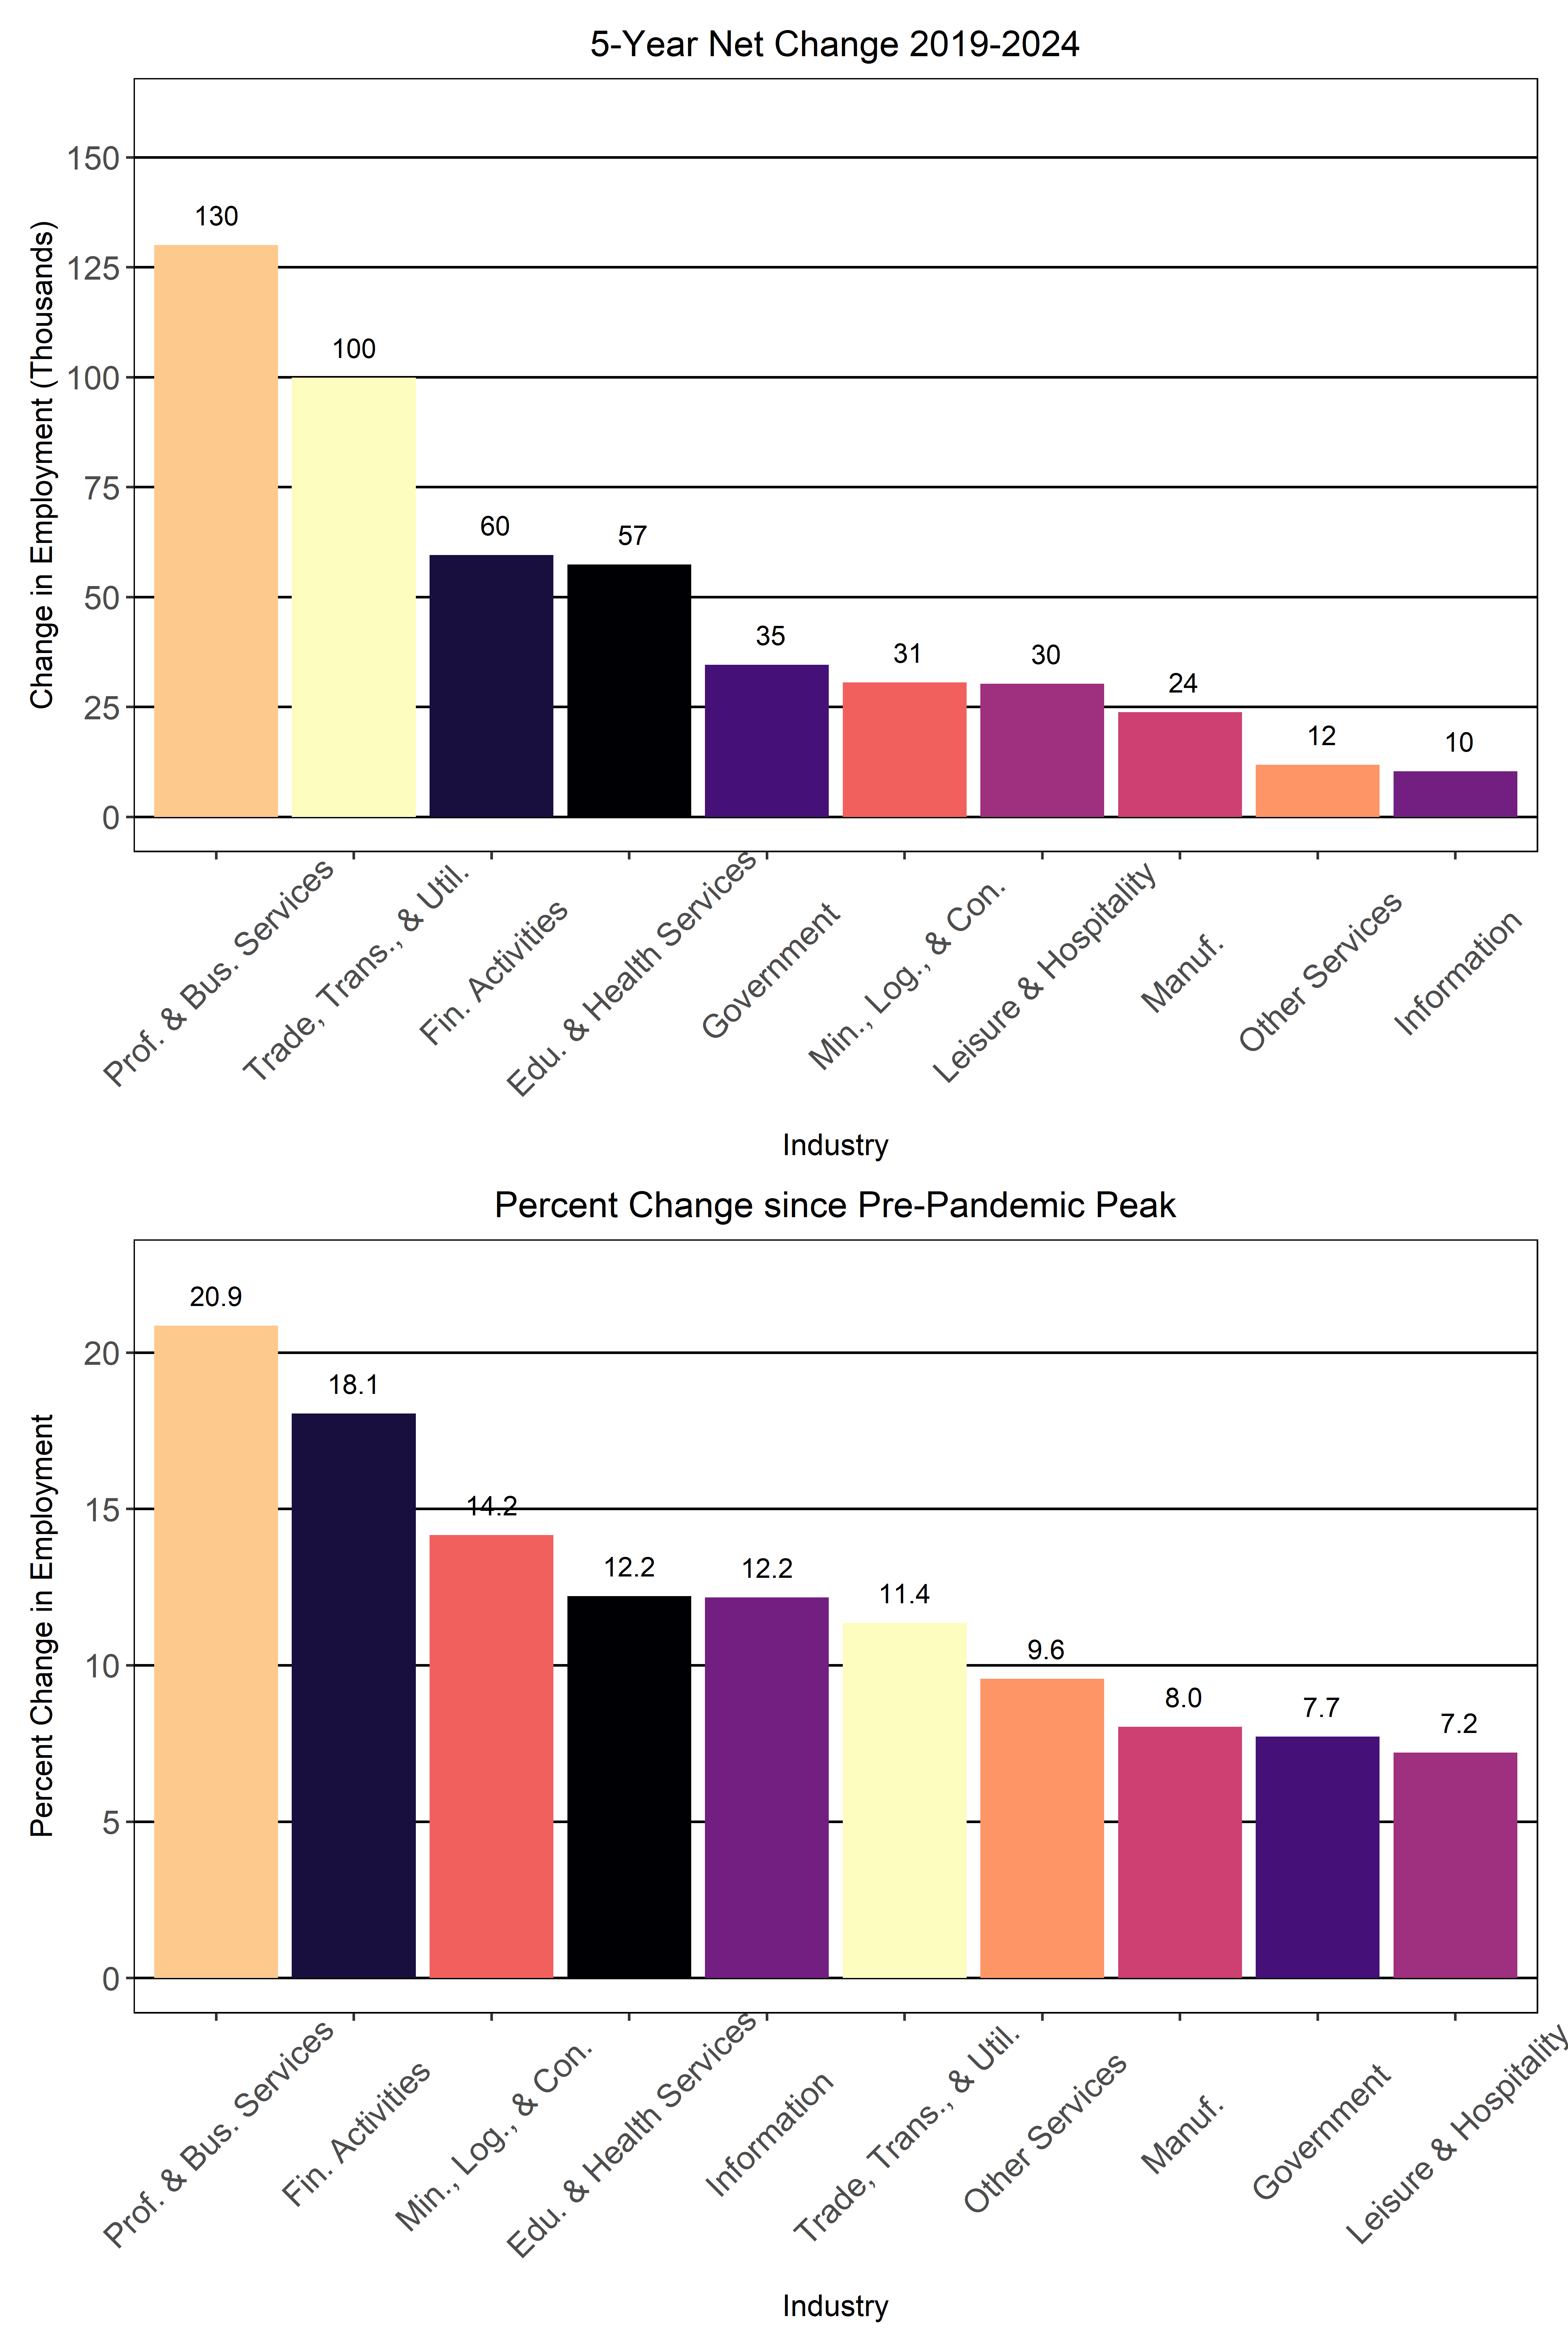 5-Year Net Change 2019-2024
Change in Employment (Thousands)
150
125
100
75
50
25
0
130
100
60
57
35
31
30
24
12
10
Prof. & Bus. Services
Trade, Trans., & Util.
Fin. Activities
Edu. & Health Services
Government
Min., Log., & Con.
Leisure & Hospitality
Manuf.
Other Services
Information
Industry
Percent Change since Pre-Pandemic Peak
Percent Change in Employment
20
15
10
5
0
20.9
18.1
14.2
12.2
12.2
11.4
9.6
8.0
7.7
7.2
Prof. & Bus. Services
Fin. Activities
Min., Log., & Con.
Edu. & Health Services
Information
Trade, Trans., & Util.
Other Services
Manuf.
Government
Leisure & Hospitality
Industry